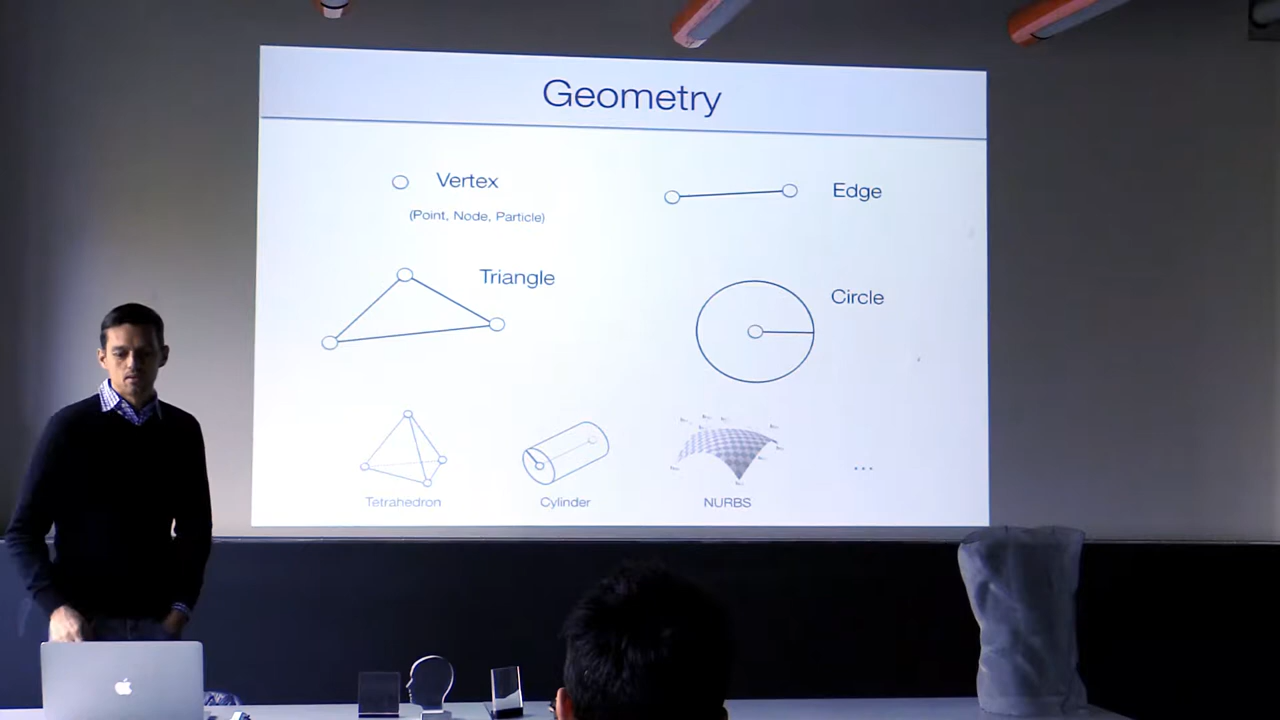 Geometry
Vertex
(Point, Node, Particle)
Edge
Triangle
Circle
Tetrahedron
Cylinder
NURBS
...